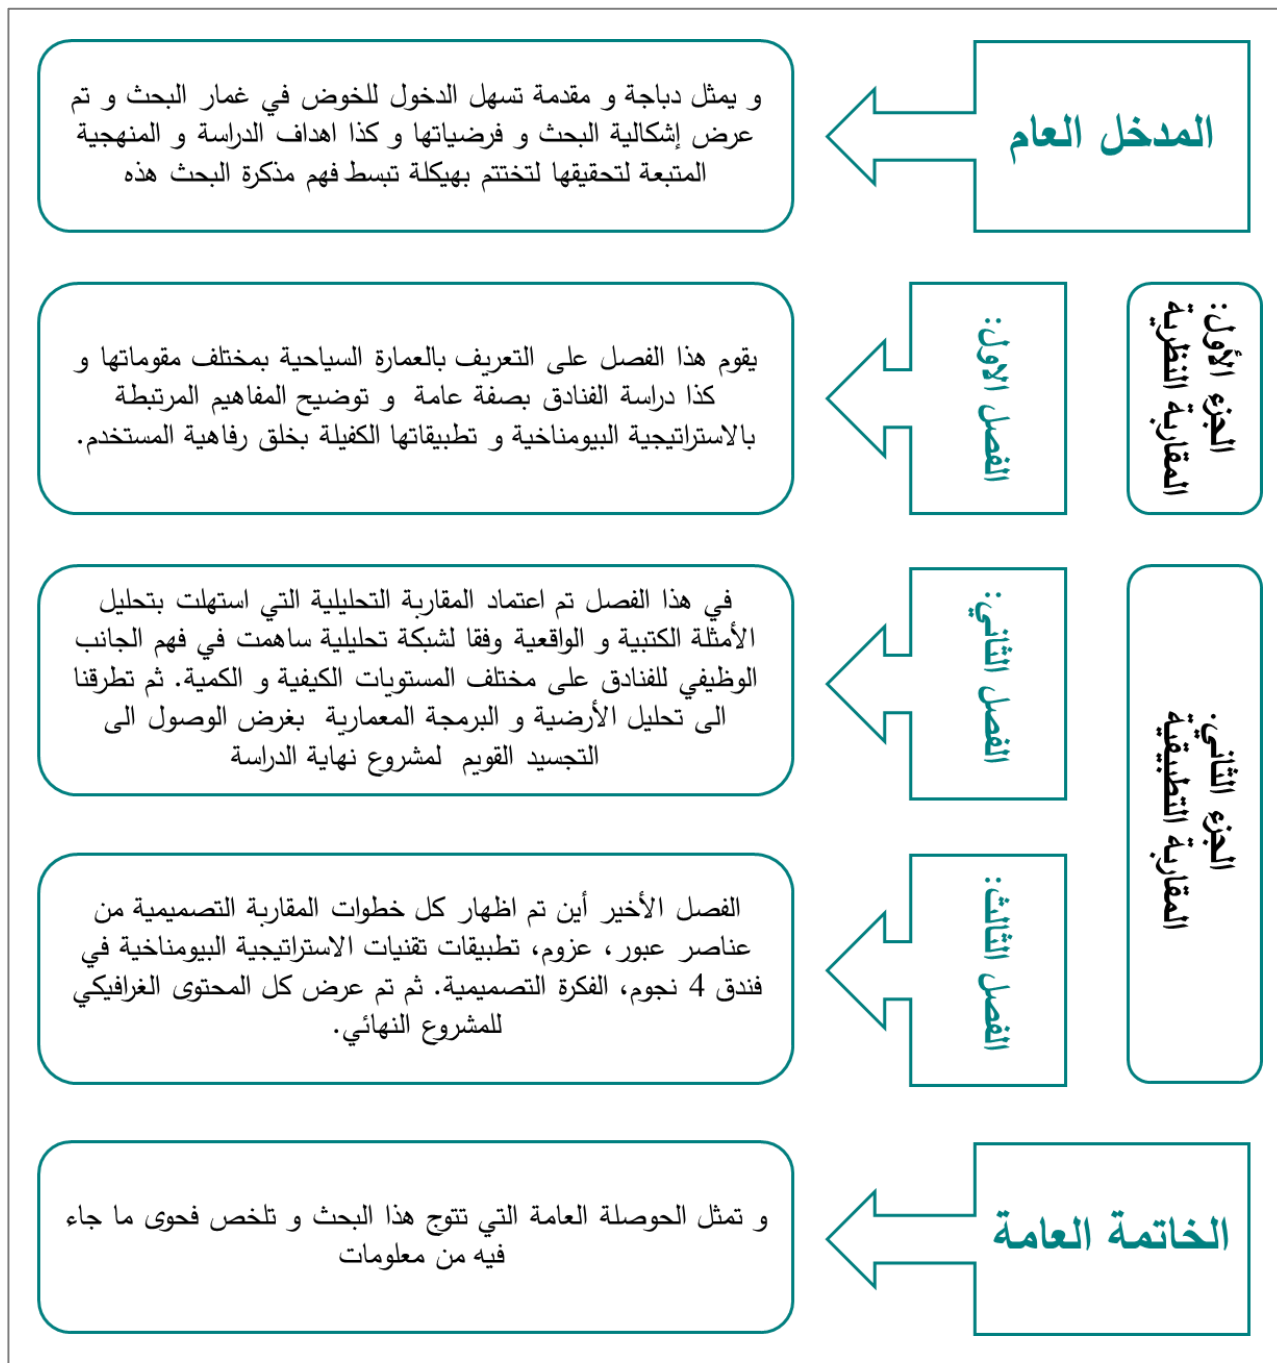 المدخل العام
و يمثل دباجة و مقدمة تسهل الدخول للخوض في غمار البحث و تم
عرض إشكالية البحث و فرضياتها و كذا اهداف الدراسة و المنهجية
المتبعة لتحقيقها لتختتم بهيكلة تبسط فهم مذكرة البحث هذه
الجزء الأول:
المقاربة النظرية
الفصل الاول:
يقوم هذا الفصل على التعريف بالعمارة السياحية بمختلف مقوماتها و
كذا دراسة الفنادق بصفة عامة و توضيح المفاهيم المرتبطة
بالاستراتيجية البيومناخية و تطبيقاتها الكفيلة بخلق رفاهية المستخدم.
الجزء الثاني:
المقاربة التطبيقية
الفصل الثاني:
في هذا الفصل تم اعتماد المقاربة التحليلية التي استهلت بتحليل
الأمثلة الكتبية و الواقعية وفقا لشبكة تحليلية ساهمت في فهم الجانب
الوظيفي للفنادق على مختلف المستويات الكيفية و الكمية. ثم تطرقنا
الى تحليل الأرضية و البرمجة المعمارية بغرض الوصول الى
التجسيد القويم لمشروع نهاية الدراسة
الفصل الثالث:
الفصل الأخير أين تم اظهار كل خطوات المقاربة التصميمية من
عناصر عبور، عزوم، تطبيقات تقنيات الاستراتيجية البيومناخية في
فندق 4 نجوم، الفكرة التصميمية. ثم تم عرض كل المحتوى الغرافيكي
للمشروع النهائي.
الخاتمة العامة
و تمثل الحوصلة العامة التي تتوج هذا البحث و تلخص فحوى ما جاء
فيه من معلومات